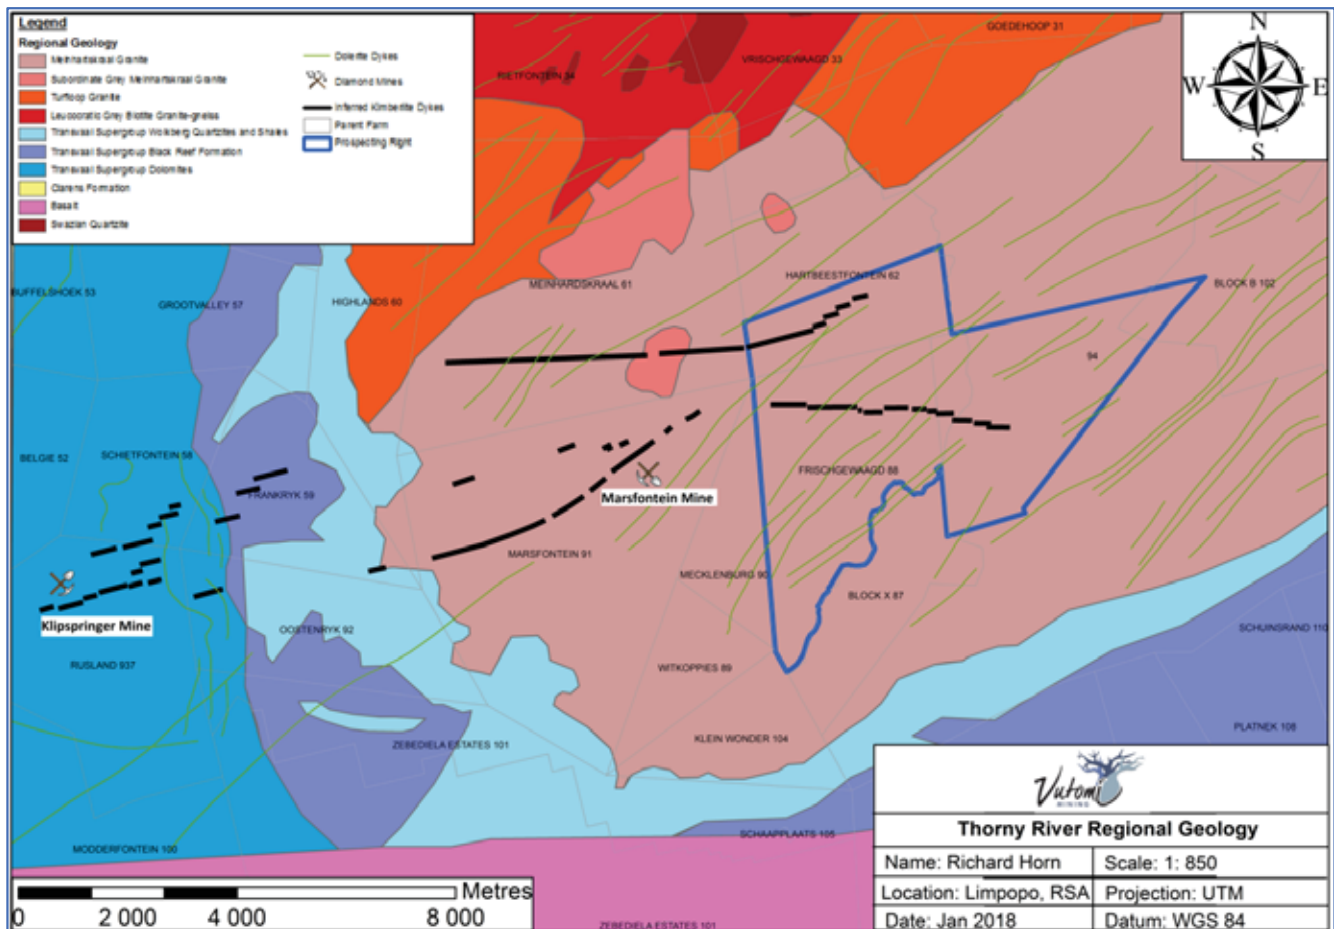 Legend
Regional Geology
Meinhartskraal Granite
Subordinate Grey Meinhartskraal Granite
Turfloop Granite
Leucocratic Grey Biotite Granite-gneiss
Transvaal Supergroup Wolkberg Quartzites and Shales
Transvaal Supergroup Black Reef Formation
Transvaal Supergroup Dolomites
Clarens Formation
Basalt
Swazian Quartzite
Dolerite Dykes
Diamond Mines
Inferred Kimberlite Dykes
Parent Farm
Prospecting Right
N
W E
S
GOEDEHOOP 31
VRISCHGEWAAGD 33
RIETFONTEIN 34
HARTBEESTFONTEIN 62
MEINHARDSKRAAL 61
BLOCK B 102
BUFFELSHOEK 53
GROOTVALLEY 57
HIGHLANDS 60
94
BELGIE 52
SCHIETFONTEIN 58
FRANKRYK 59
FRISCHGEWAAGD 88
Marsfontein Mine
MARSFONTEIN 91
MECKLENBURG 90
BLOCK X 87
Klipspringer Mine
OOSTENRYK 92
SCHUINSRAND 110
RUSLAND 937
WITKOPPIES 89
ZEBEDIELA ESTATES 101
KLEIN WONDER 104
PLATNEK 108
MODDERFONTEIN 100
SCHAAPPLAATS 105
ZEBEDIELA ESTATES 101
Metres
0 2 000 4 000 8 000
Vutomi
MINING
Thorny River Regional Geology
Name: Richard Horn Scale: 1: 850
Location: Limpopo, RSA Projection: UTM
Date: Jan 2018 Datum: WGS 84